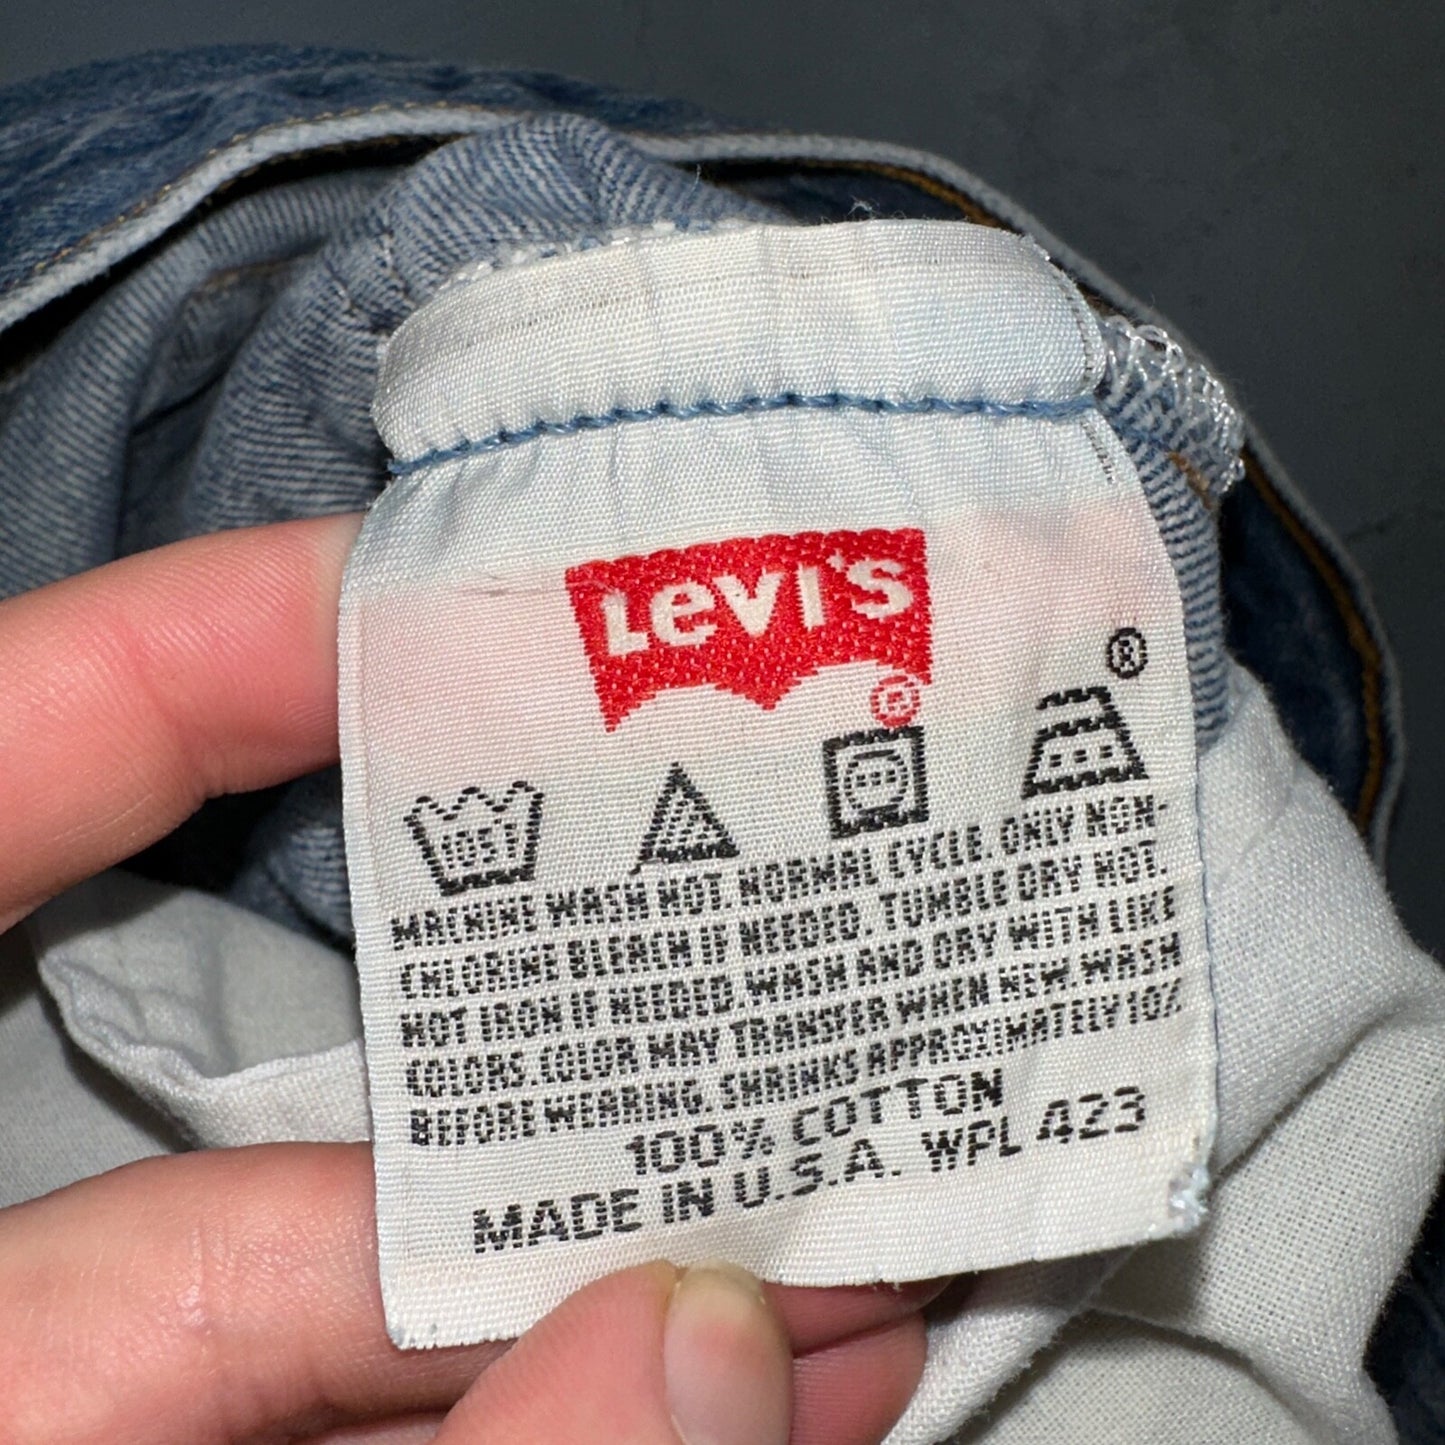 Levi's
®
®
105
MACHINE WASH HOT. NORMAL CYCLE. ONLY NON-
CHLORINE BLEACH IF NEEDED. TUMBLE DRY HOT.
HOT IRON IF NEEDED. WASH AND DRY WITH LIKE
COLORS. COLOR MAY TRANSFER WHEN NEW. WASH
BEFORE WEARING. SHRINKS APPROXIMATELY 10%
100% COTTON
MADE IN U.S.A. WPL 423